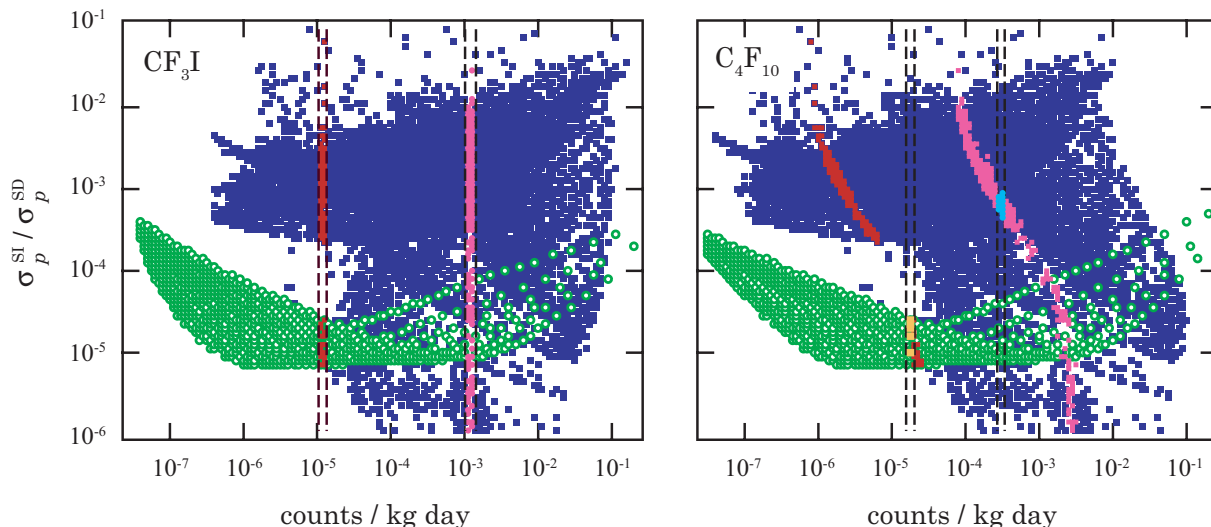 CF₃I
C₄F₁₀
σₚ^SI / σₚ^SD
10⁻¹
10⁻²
10⁻³
10⁻⁴
10⁻⁵
10⁻⁶
10⁻⁷ 10⁻⁶ 10⁻⁵ 10⁻⁴ 10⁻³ 10⁻² 10⁻¹
10⁻⁷ 10⁻⁶ 10⁻⁵ 10⁻⁴ 10⁻³ 10⁻² 10⁻¹
counts / kg day
counts / kg day